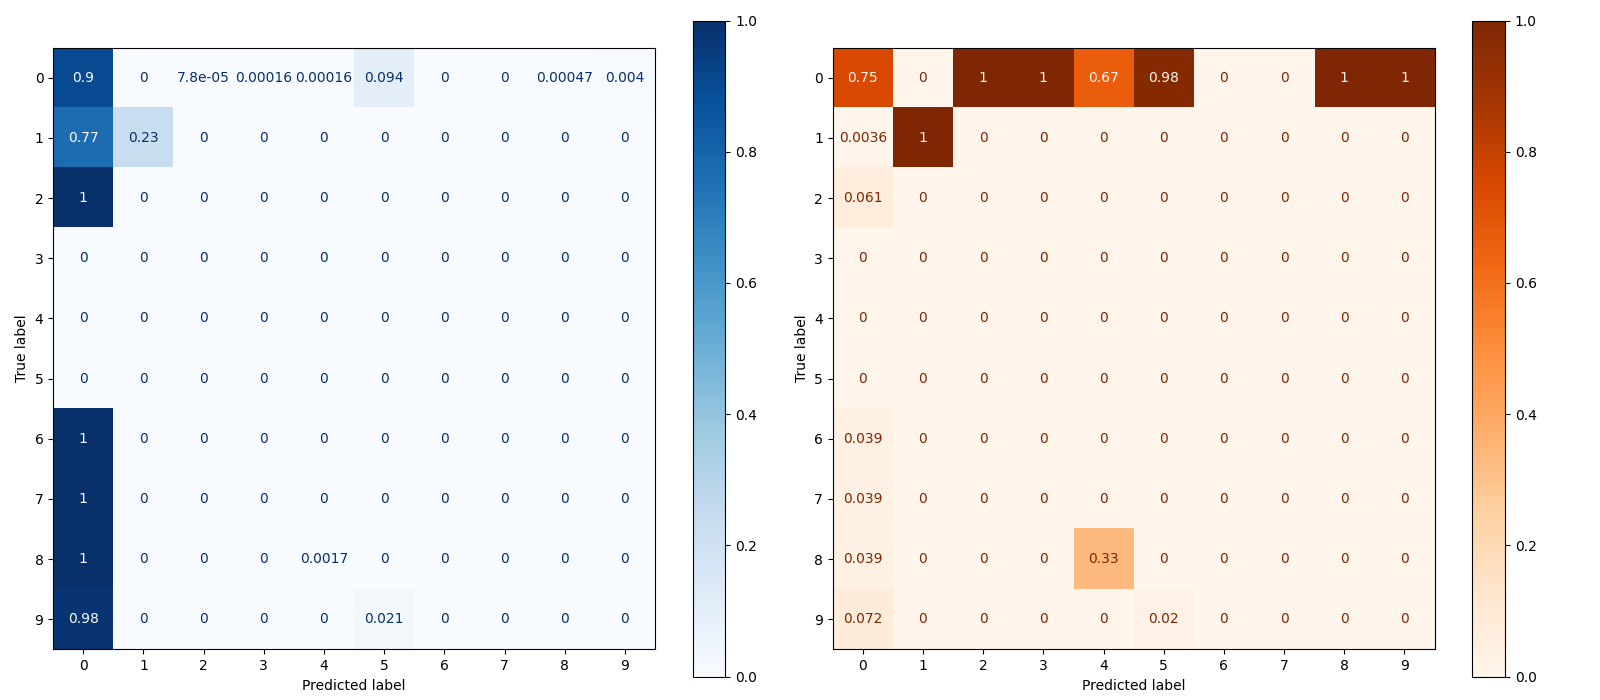 0 0.9 0 7.8e-05 0.00016 0.00016 0.094 0 0 0.00047 0.004
1 0.77 0.23 0 0 0 0 0 0 0 0
2 1 0 0 0 0 0 0 0 0 0
3 0 0 0 0 0 0 0 0 0 0
4 0 0 0 0 0 0 0 0 0 0
5 0 0 0 0 0 0 0 0 0 0
6 1 0 0 0 0 0 0 0 0 0
7 1 0 0 0 0 0 0 0 0 0
8 1 0 0 0 0.0017 0 0 0 0 0
9 0.98 0 0 0 0 0.021 0 0 0 0
0 1 2 3 4 5 6 7 8 9
True label
Predicted label
1.0
0.8
0.6
0.4
0.2
0.0
0 0.75 0 1 1 0.67 0.98 0 0 1 1
1 0.0036 1 0 0 0 0 0 0 0 0
2 0.061 0 0 0 0 0 0 0 0 0
3 0 0 0 0 0 0 0 0 0 0
4 0 0 0 0 0 0 0 0 0 0
5 0 0 0 0 0 0 0 0 0 0
6 0.039 0 0 0 0 0 0 0 0 0
7 0.039 0 0 0 0 0 0 0 0 0
8 0.039 0 0 0 0.33 0 0 0 0 0
9 0.072 0 0 0 0 0.02 0 0 0 0
0 1 2 3 4 5 6 7 8 9
True label
Predicted label
1.0
0.8
0.6
0.4
0.2
0.0